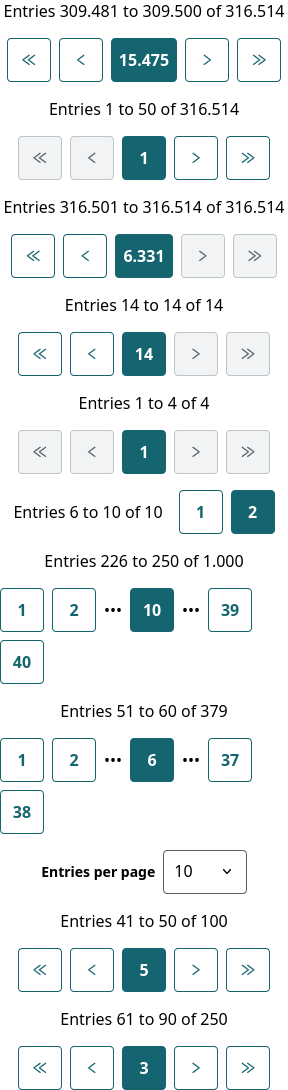 Entries 309.481 to 309.500 of 316.514
15.475
Entries 1 to 50 of 316.514
1
Entries 316.501 to 316.514 of 316.514
6.331
Entries 14 to 14 of 14
14
Entries 1 to 4 of 4
1
Entries 6 to 10 of 10 1 2
Entries 226 to 250 of 1.000
1 2 ••• 10 ••• 39
40
Entries 51 to 60 of 379
1 2 ••• 6 ••• 37
38
Entries per page 10
Entries 41 to 50 of 100
5
Entries 61 to 90 of 250
3